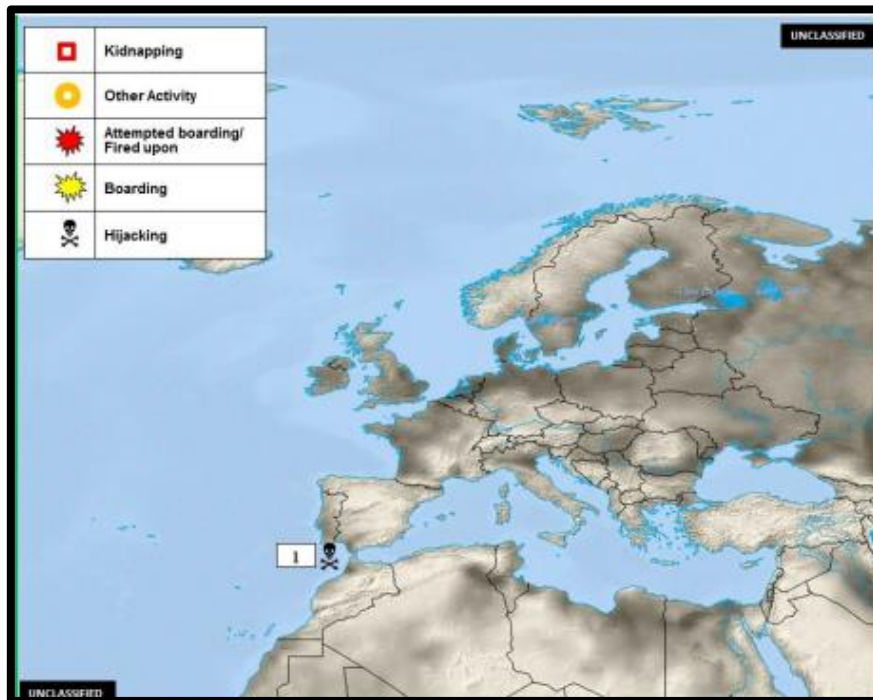 UNCLASSIFIED
Kidnapping
Other Activity
Attempted boarding/
Fired upon
Boarding
Hijacking
1
UNCLASSIFIED